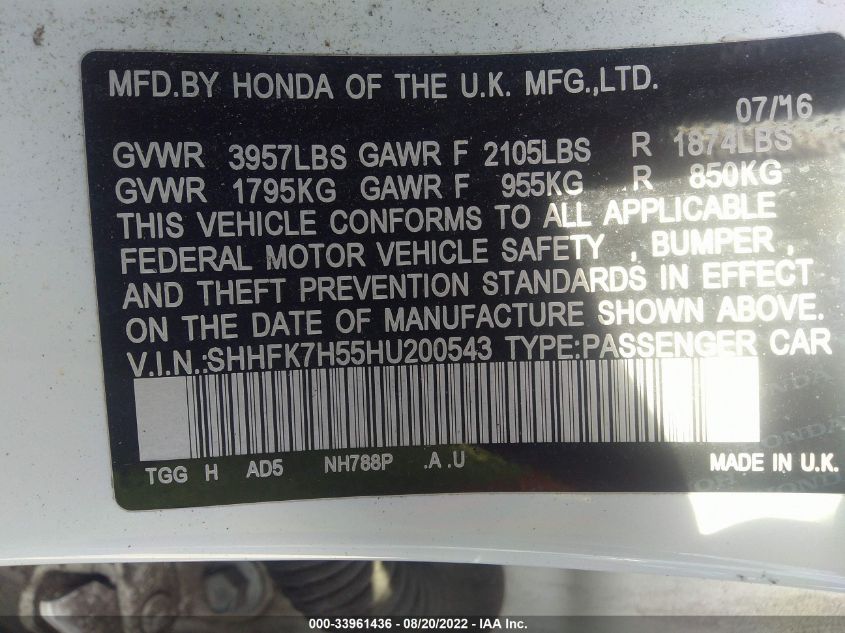 MFD.BY HONDA OF THE U.K. MFG.,LTD.
07/16
GVWR 3957LBS GAWR F 2105LBS R 1874LBS
GVWR 1795KG GAWR F 955KG R 850KG
THIS VEHICLE CONFORMS TO ALL APPLICABLE
FEDERAL MOTOR VEHICLE SAFETY , BUMPER ,
AND THEFT PREVENTION STANDARDS IN EFFECT
ON THE DATE OF MANUFACTURE SHOWN ABOVE.
V.I.N.:SHHFK7H55HU200543 TYPE:PASSENGER CAR
TGG H AD5 NH788P .A .U
MADE IN U.K.
HONDA
000-33961436 - 08/20/2022 - IAA Inc.